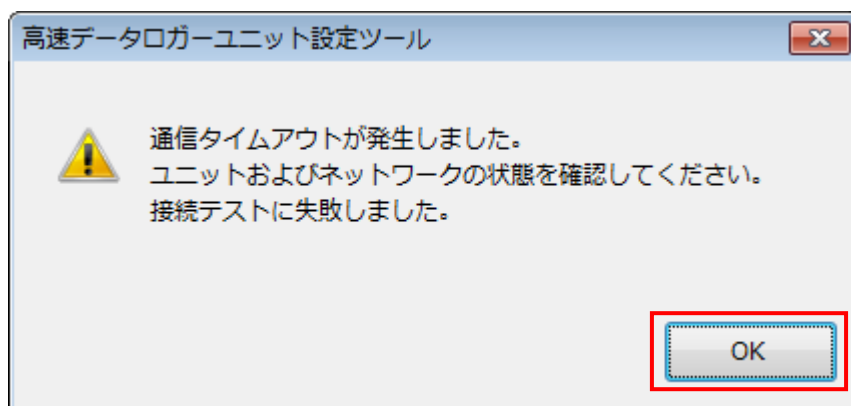 高速データロガーユニット設定ツール
通信タイムアウトが発生しました。
ユニットおよびネットワークの状態を確認してください。
接続テストに失敗しました。
OK